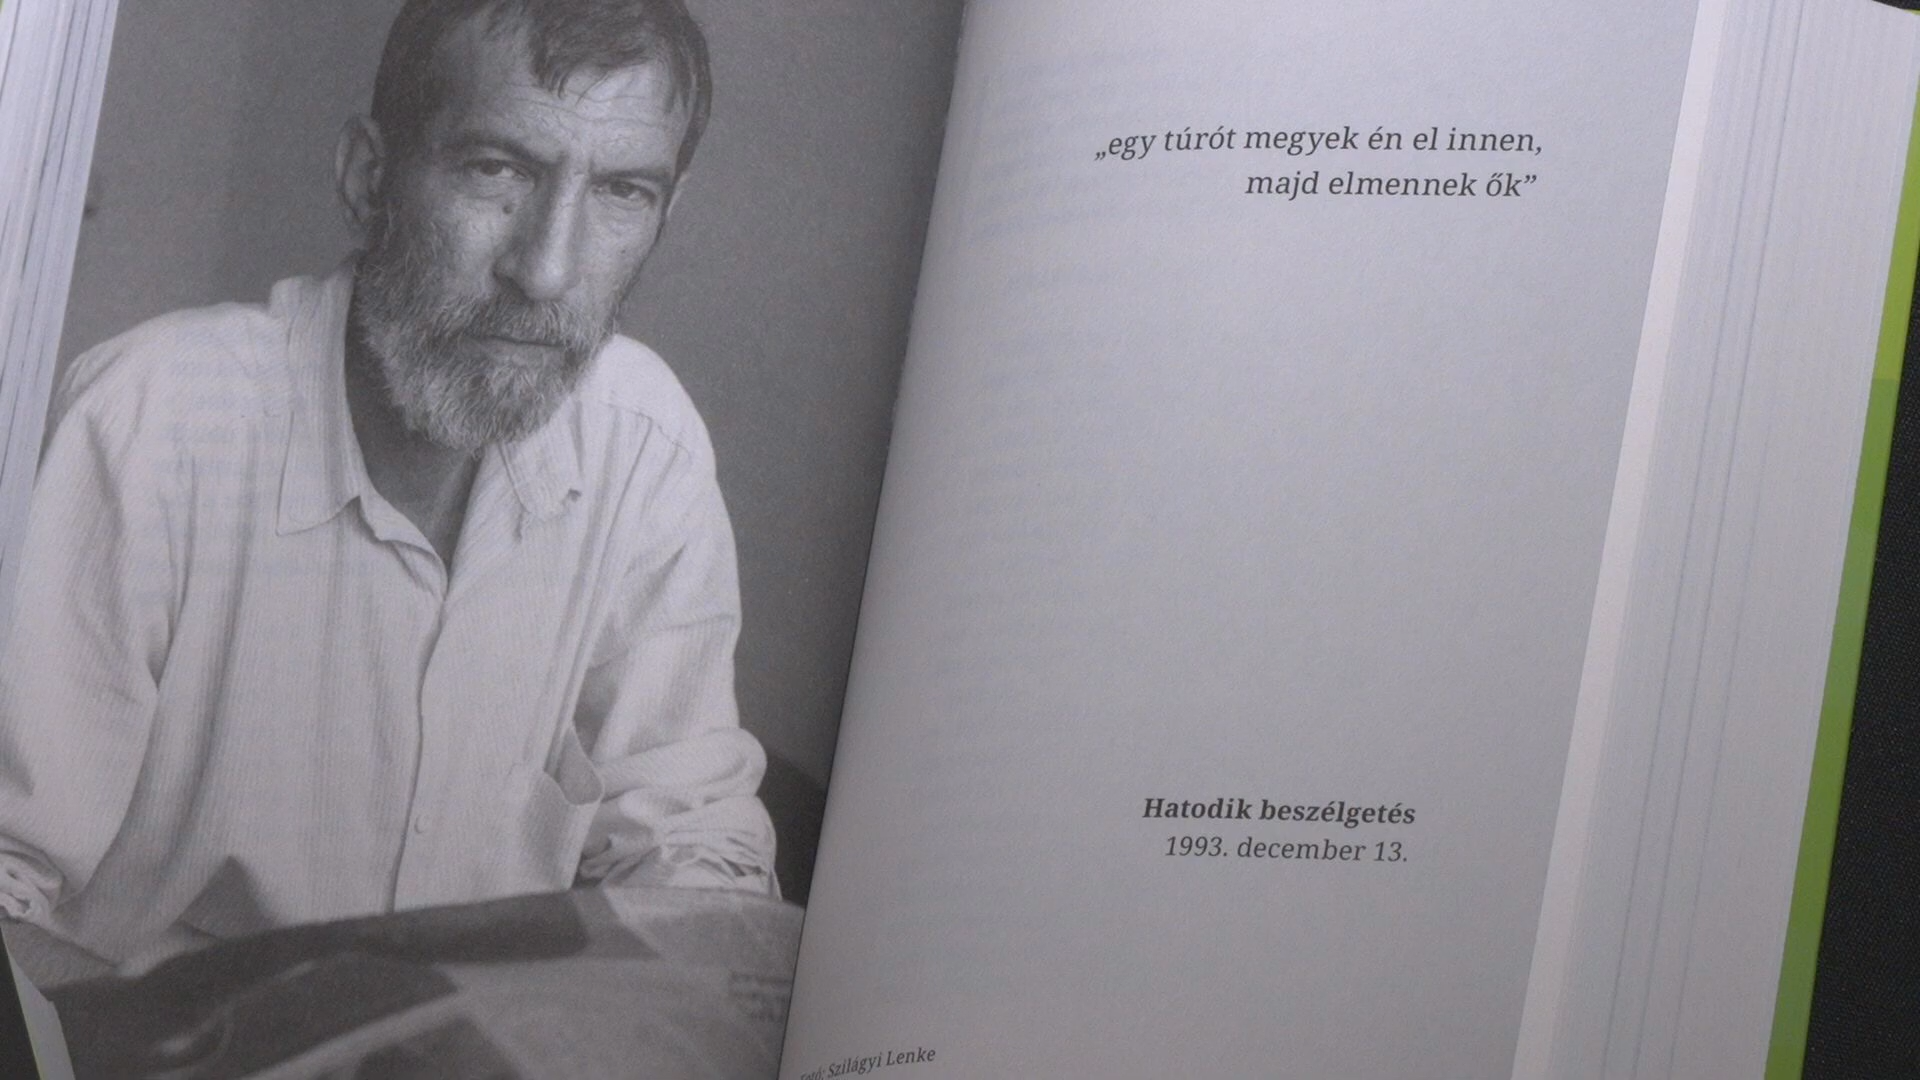 „egy túrót megyek én el innen,
majd elmennek ők”
Hatodik beszélgetés
1993. december 13.
Fotó: Szilágyi Lenke